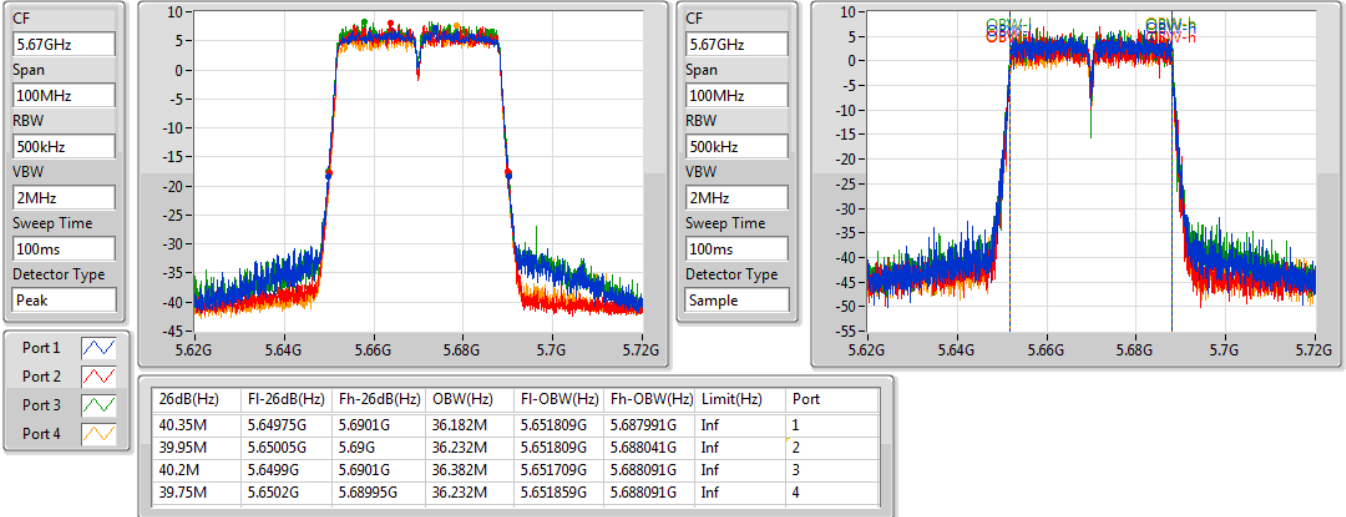 CF
5.67GHz
Span
100MHz
RBW
500kHz
VBW
2MHz
Sweep Time
100ms
Detector Type
Peak
10
5
0
-5
-10
-15
-20
-25
-30
-35
-40
-45
5.62G 5.64G 5.66G 5.68G 5.7G 5.72G
CF
5.67GHz
Span
100MHz
RBW
500kHz
VBW
2MHz
Sweep Time
100ms
Detector Type
Sample
10
5
0
-5
-10
-15
-20
-25
-30
-35
-40
-45
-50
-55
OBW-l OBW-h
5.62G 5.64G 5.66G 5.68G 5.7G 5.72G
Port 1
Port 2
Port 3
Port 4
26dB(Hz) Fl-26dB(Hz) Fh-26dB(Hz) OBW(Hz) Fl-OBW(Hz) Fh-OBW(Hz) Limit(Hz) Port
40.35M 5.64975G 5.6901G 36.182M 5.651809G 5.687991G Inf 1
39.95M 5.65005G 5.69G 36.232M 5.651809G 5.688041G Inf 2
40.2M 5.6499G 5.6901G 36.382M 5.651709G 5.688091G Inf 3
39.75M 5.6502G 5.68995G 36.232M 5.651859G 5.688091G Inf 4